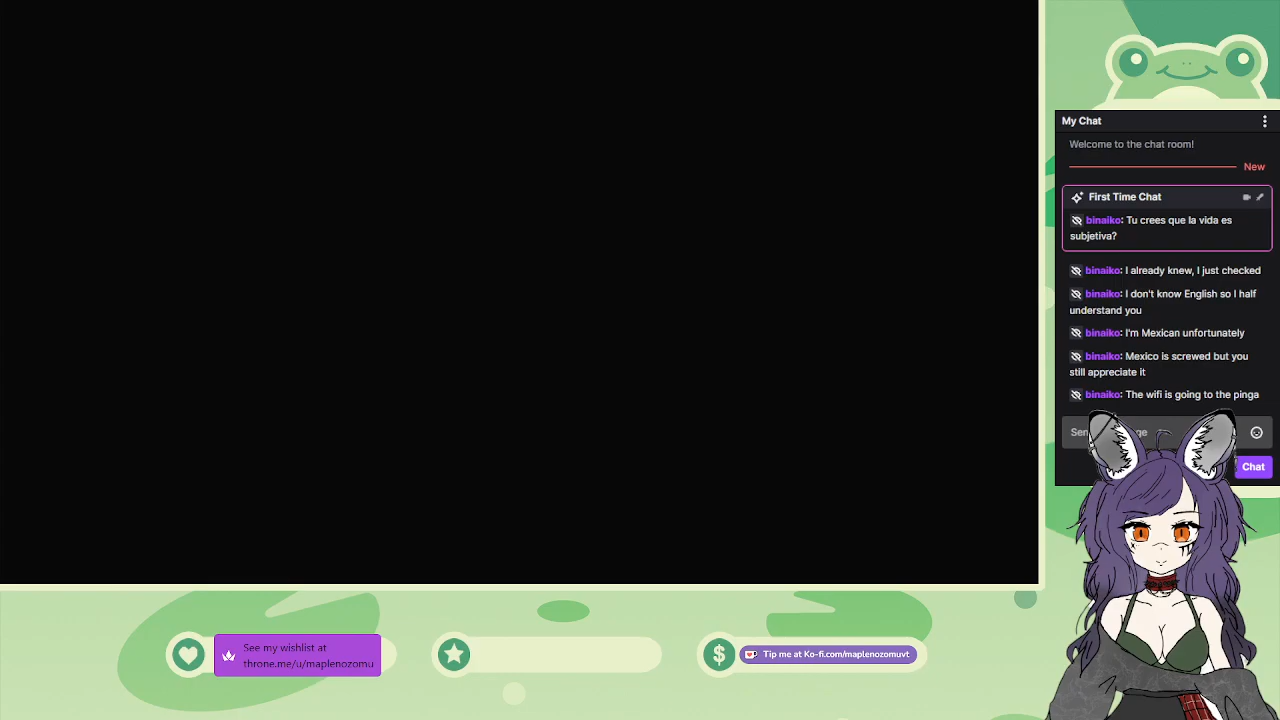 My Chat
Welcome to the chat room!
New
First Time Chat
binaiko: Tu crees que la vida es
subjetiva?
binaiko: I already knew, I just checked
binaiko: I don't know English so I half
understand you
binaiko: I'm Mexican unfortunately
binaiko: Mexico is screwed but you
still appreciate it
binaiko: The wifi is going to the pinga
Chat
See my wishlist at
throne.me/u/maplenozomu
$ Tip me at Ko-fi.com/maplenozomuvt